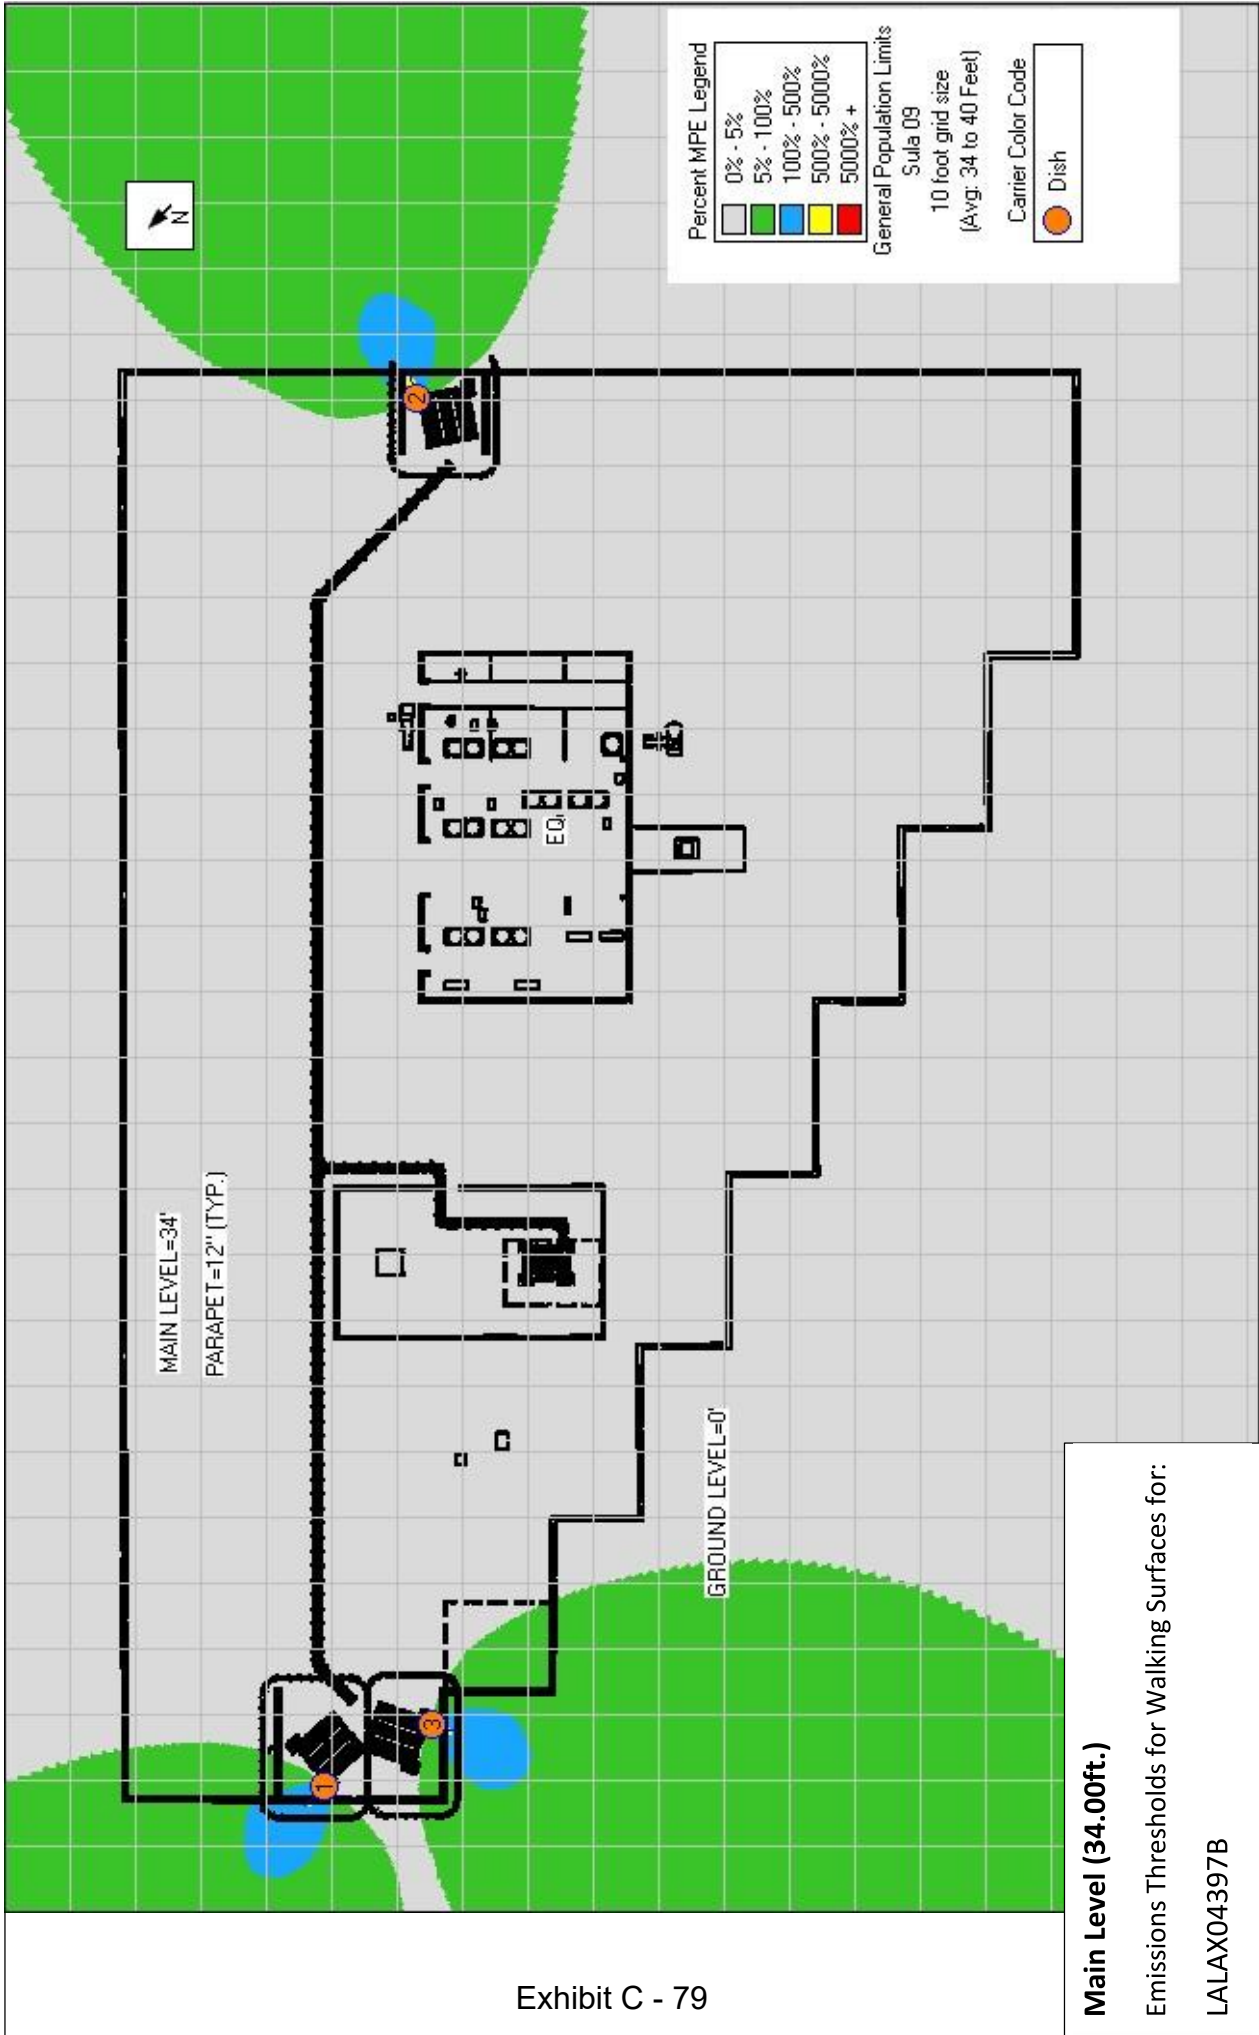 N
MAIN LEVEL=34'
PARAPET=12" (TYP.)
EQ.
GROUND LEVEL=0'
1
2
3
Percent MPE Legend
0% - 5%
5% - 100%
100% - 500%
500% - 5000%
5000% +
General Population Limits
Sula 09
10 foot grid size
(Avg: 34 to 40 Feet)
Carrier Color Code
Dish
Main Level (34.00ft.)
Emissions Thresholds for Walking Surfaces for:
LALAX04397B
Exhibit C - 79